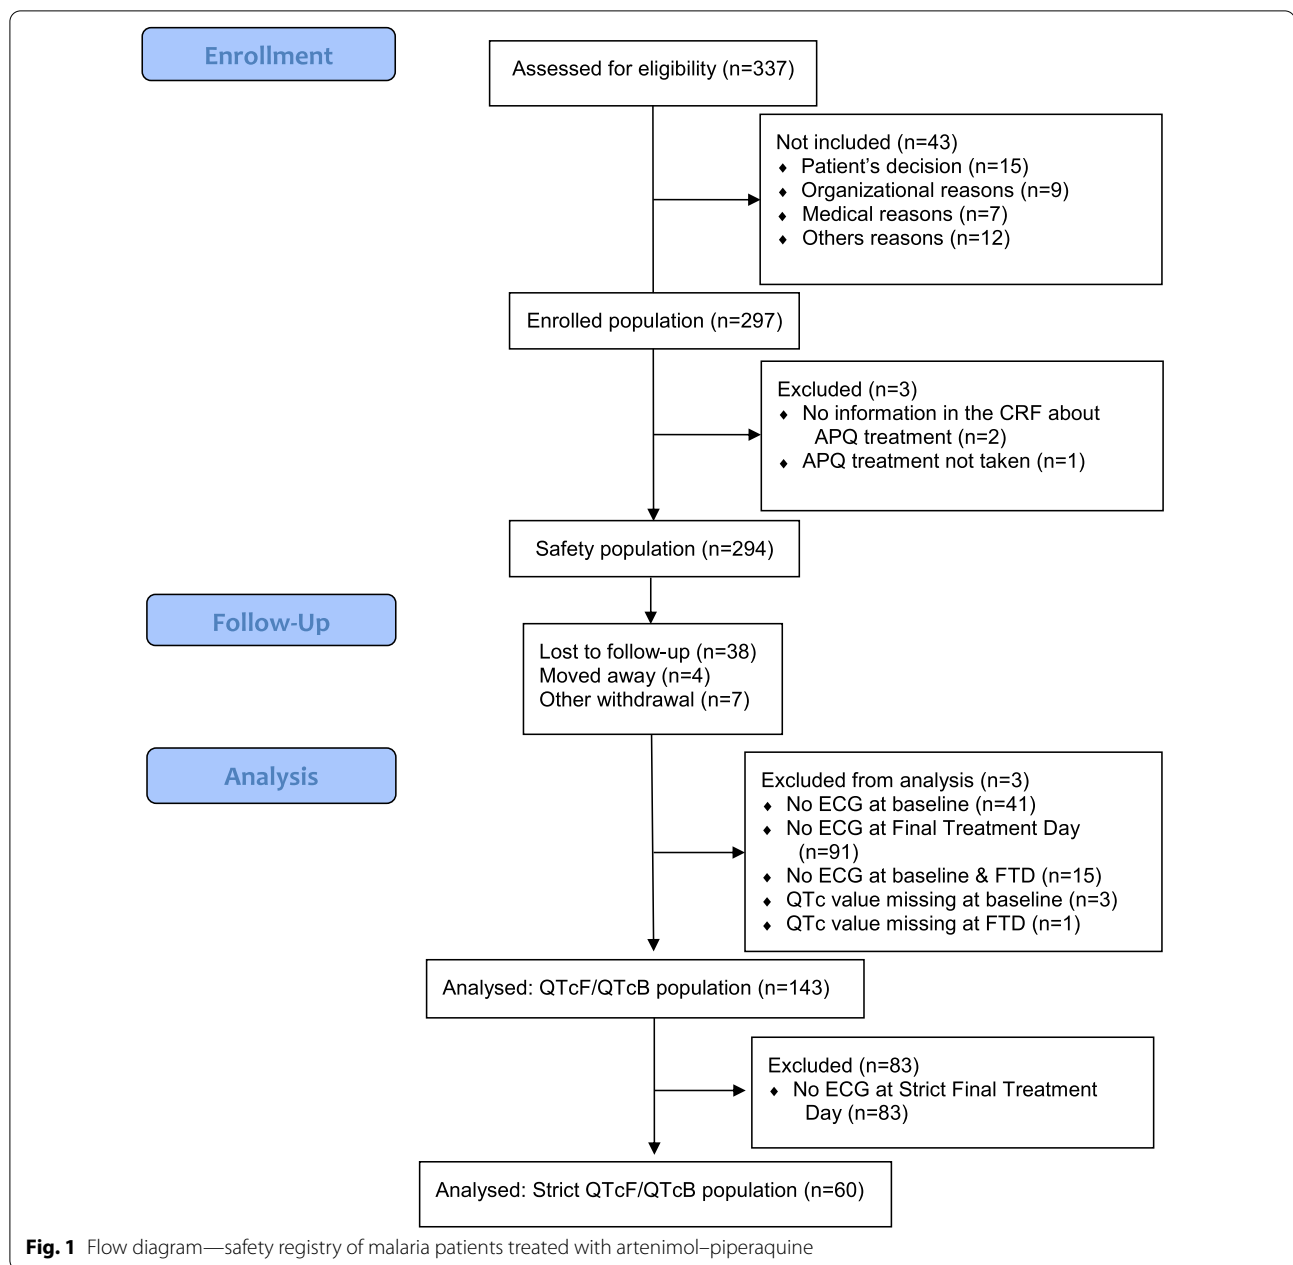 Enrollment
Assessed for eligibility (n=337)
Not included (n=43)
♦ Patient's decision (n=15)
♦ Organizational reasons (n=9)
♦ Medical reasons (n=7)
♦ Others reasons (n=12)
Enrolled population (n=297)
Excluded (n=3)
♦ No information in the CRF about
APQ treatment (n=2)
♦ APQ treatment not taken (n=1)
Safety population (n=294)
Follow-Up
Lost to follow-up (n=38)
Moved away (n=4)
Other withdrawal (n=7)
Analysis
Excluded from analysis (n=3)
♦ No ECG at baseline (n=41)
♦ No ECG at Final Treatment Day
(n=91)
♦ No ECG at baseline & FTD (n=15)
♦ QTc value missing at baseline (n=3)
♦ QTc value missing at FTD (n=1)
Analysed: QTcF/QTcB population (n=143)
Excluded (n=83)
♦ No ECG at Strict Final Treatment
Day (n=83)
Analysed: Strict QTcF/QTcB population (n=60)
Fig. 1 Flow diagram—safety registry of malaria patients treated with artenimol–piperaquine